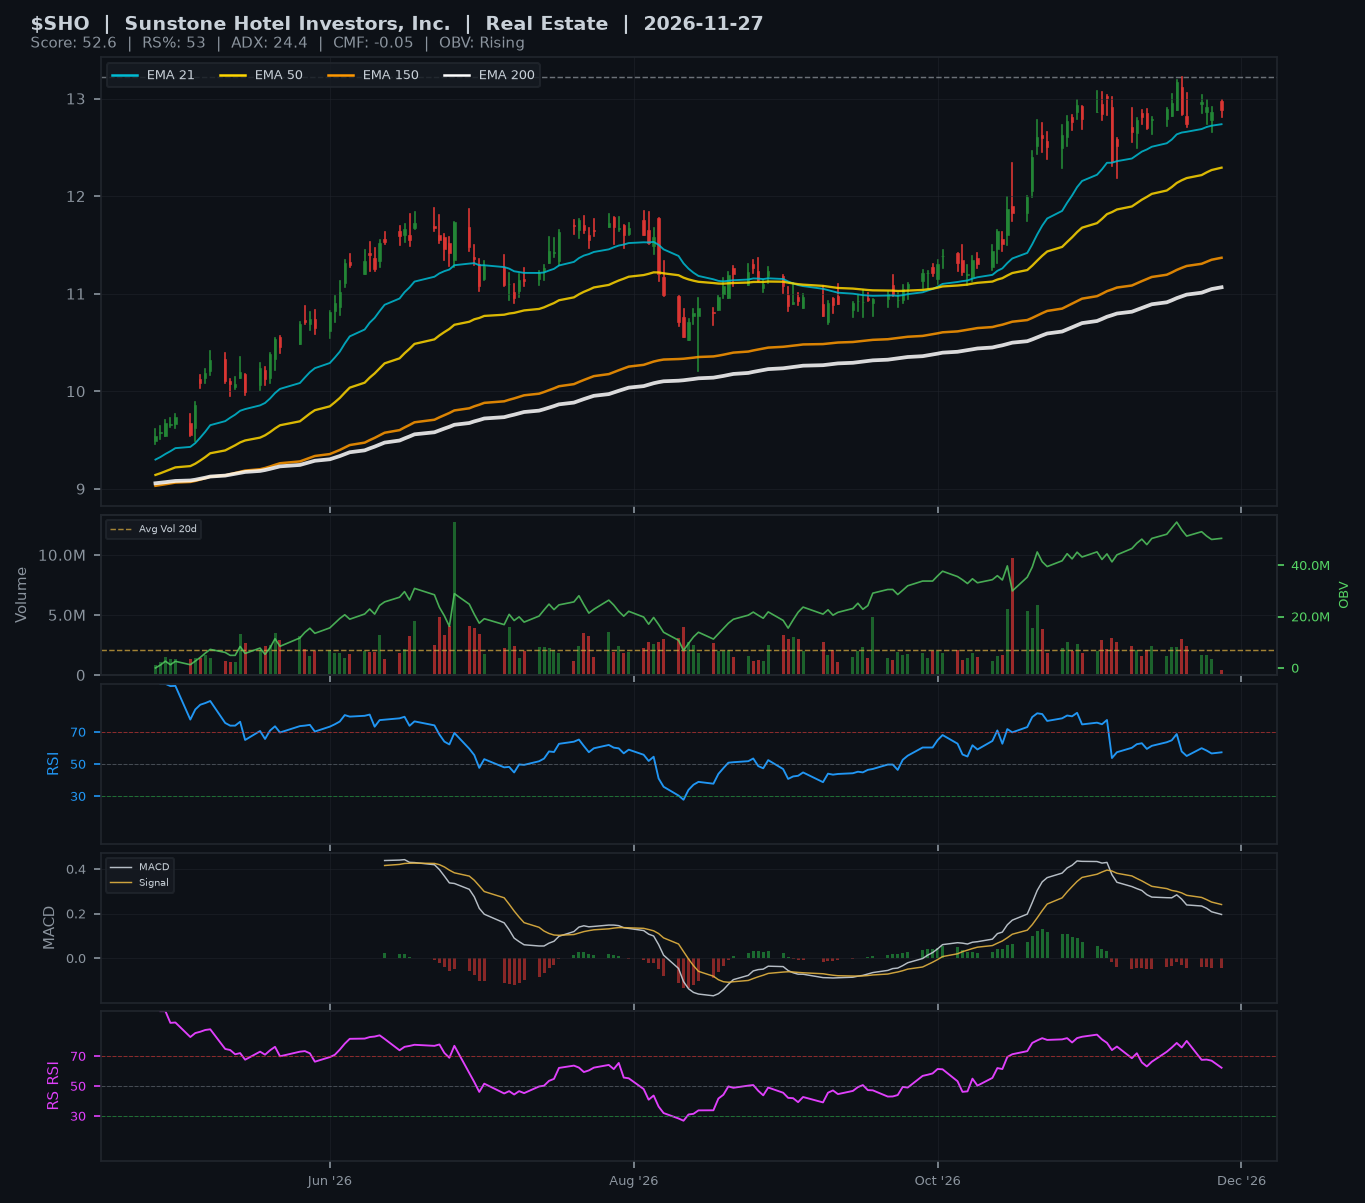 $SHO | Sunstone Hotel Investors, Inc. | Real Estate | 2026-11-27
Score: 52.6 | RS%: 53 | ADX: 24.4 | CMF: -0.05 | OBV: Rising
EMA 21
EMA 50
EMA 150
EMA 200
13
12
11
10
9
Avg Vol 20d
Volume
10.0M
5.0M
0
40.0M
20.0M
0
OBV
RSI
70
50
30
MACD
Signal
MACD
0.4
0.2
0.0
RS RSI
70
50
30
Jun '26
Aug '26
Oct '26
Dec '26